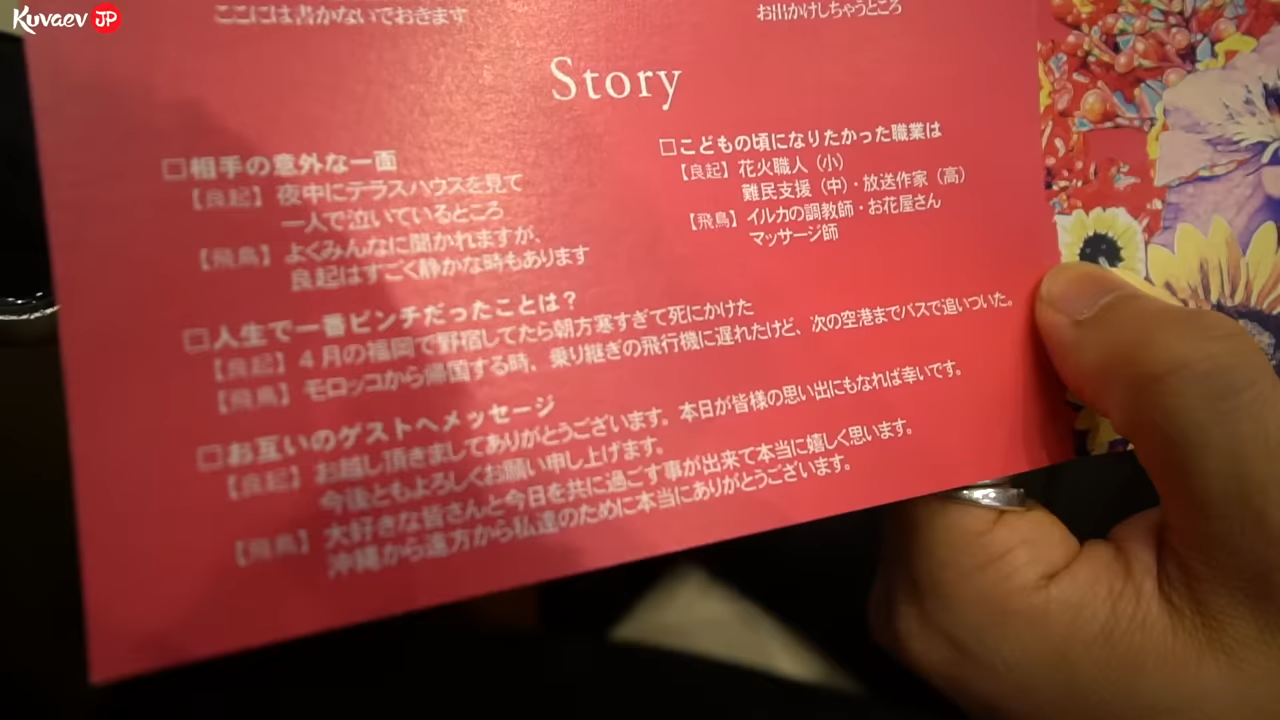 Kuvaev JP
ここには書かないでおきます
お出かけしちゃうところ
Story
□相手の意外な一面
【良起】夜中にテラスハウスを見て
一人で泣いているところ
【飛鳥】よくみんなに聞かれますが、
良起はすごく静かな時もあります
□こどもの頃になりたかった職業は
【良起】花火職人（小）
難民支援（中）・放送作家（高）
【飛鳥】イルカの調教師・お花屋さん
マッサージ師
□人生で一番ピンチだったことは？
【良起】４月の福岡で野宿してたら朝方寒すぎて死にかけた
【飛鳥】モロッコから帰国する時、乗り継ぎの飛行機に遅れたけど、次の空港までバスで追いついた。
□お互いのゲストへメッセージ
【良起】お越し頂きましてありがとうございます。本日が皆様の思い出にもなれば幸いです。
今後ともよろしくお願い申し上げます。
【飛鳥】大好きな皆さんと今日を共に過ごす事が出来て本当に嬉しく思います。
沖縄から遠方から私達のために本当にありがとうございます。